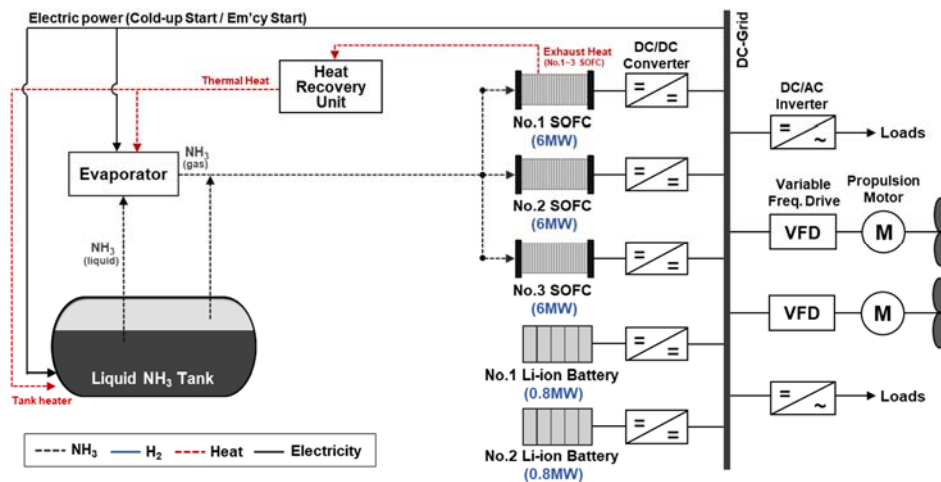 Electric power (Cold-up Start / Em'cy Start)
Exhaust Heat
(No.1~3 SOFC)
DC/DC
Converter
DC-Grid
Thermal Heat
Heat
Recovery
Unit
DC/AC
Inverter
= ~
Loads
No.1 SOFC
(6MW)
= =
NH₃
(gas)
Evaporator
No.2 SOFC
(6MW)
= =
Variable
Freq. Drive
Propulsion
Motor
VFD
M
NH₃
(liquid)
No.3 SOFC
(6MW)
= =
VFD
M
Liquid NH₃ Tank
Tank heater
No.1 Li-ion Battery
(0.8MW)
= =
= ~
Loads
No.2 Li-ion Battery
(0.8MW)
= =
NH₃ H₂ Heat Electricity